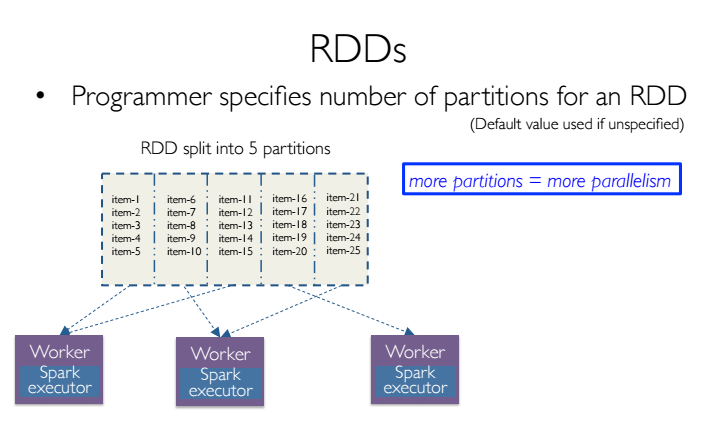 RDDs
• Programmer specifies number of partitions for an RDD
(Default value used if unspecified)
RDD split into 5 partitions
more partitions = more parallelism
item-1 item-6 item-11 item-16 item-21
item-2 item-7 item-12 item-17 item-22
item-3 item-8 item-13 item-18 item-23
item-4 item-9 item-14 item-19 item-24
item-5 item-10 item-15 item-20 item-25
Worker
Spark
executor
Worker
Spark
executor
Worker
Spark
executor